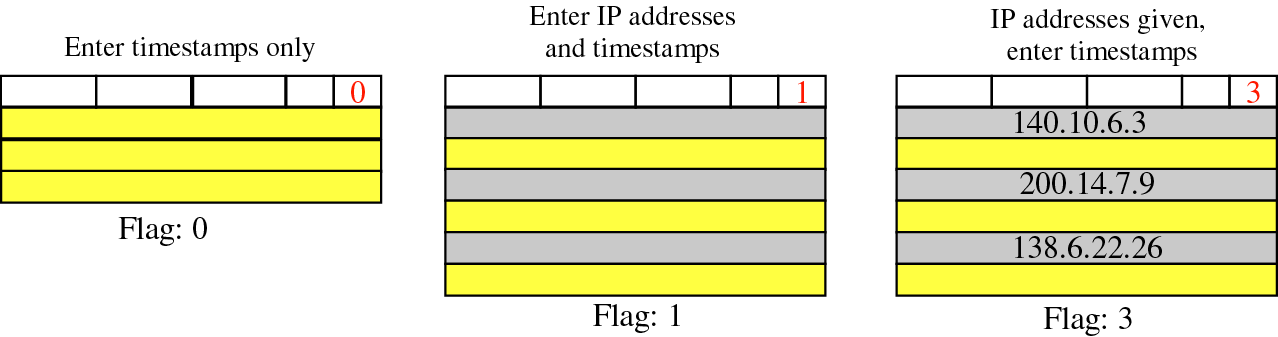 Enter timestamps only
0
Flag: 0
Enter IP addresses
and timestamps
1
Flag: 1
IP addresses given,
enter timestamps
3
140.10.6.3
200.14.7.9
138.6.22.26
Flag: 3